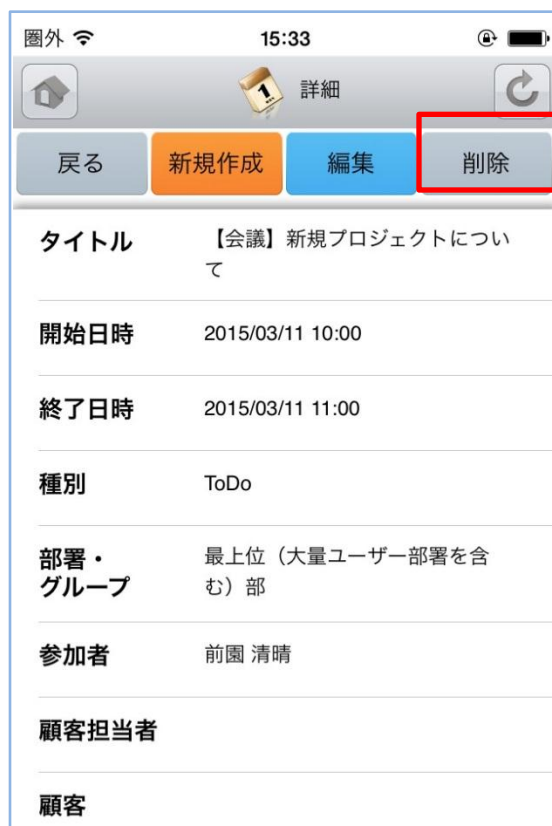 圏外 15:33
1
詳細
戻る 新規作成 編集 削除
タイトル 【会議】新規プロジェクトについ
て
開始日時 2015/03/11 10:00
終了日時 2015/03/11 11:00
種別 ToDo
部署・ 最上位（大量ユーザー部署を含
グループ む）部
参加者 前園 清晴
顧客担当者
顧客